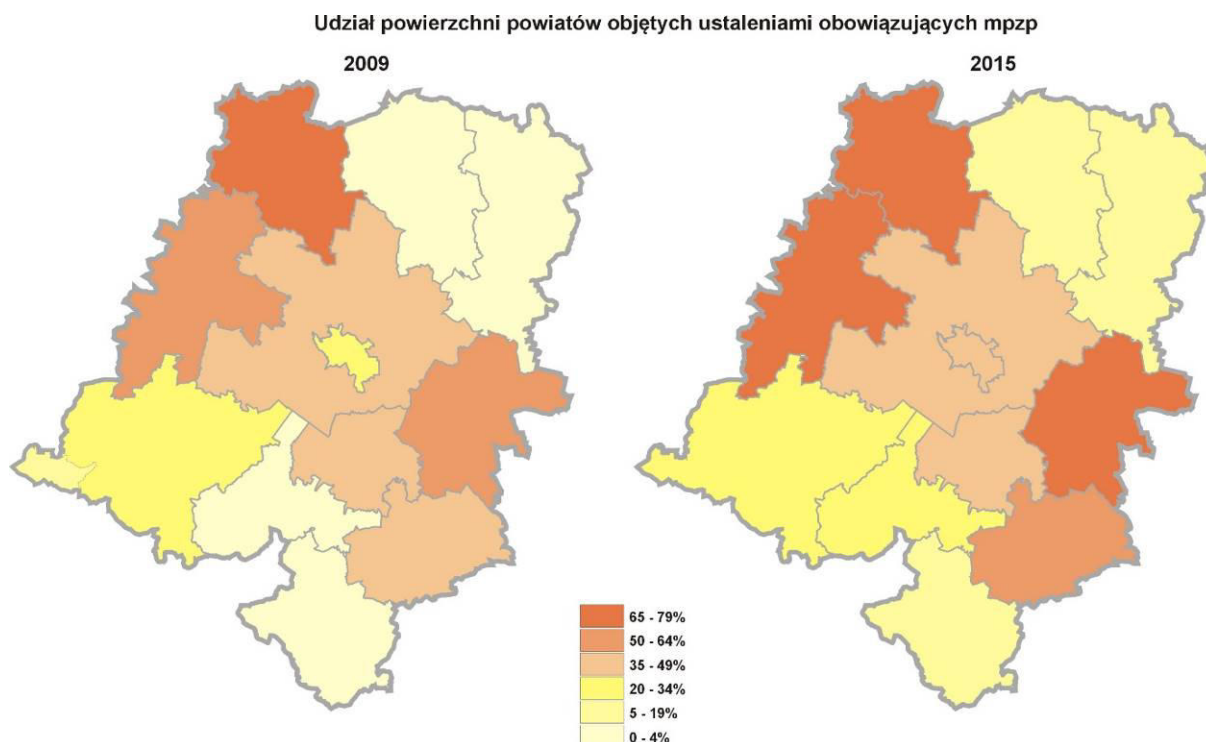 Udział powierzchni powiatów objętych ustaleniami obowiązujących mpzp
2009
2015
65 - 79%
50 - 64%
35 - 49%
20 - 34%
5 - 19%
0 - 4%